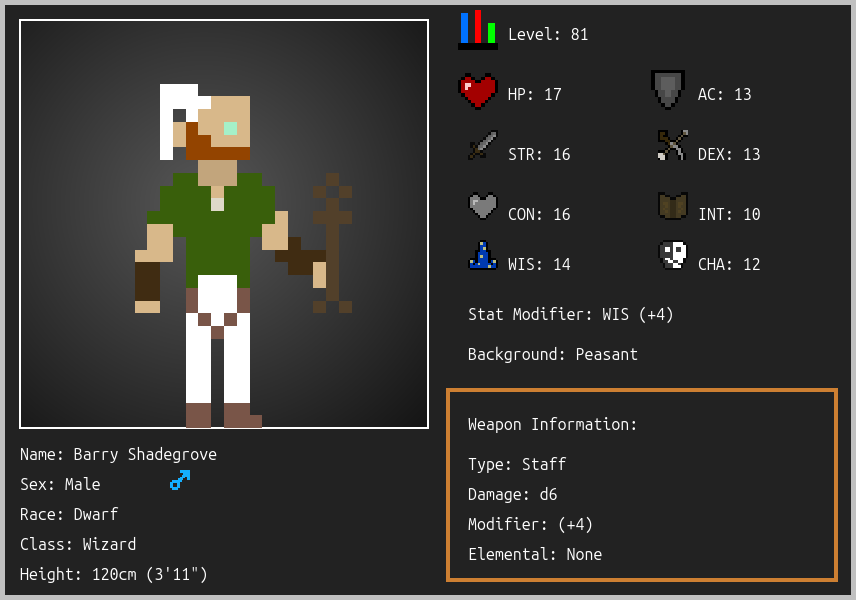 Level: 81
HP: 17
AC: 13
STR: 16
DEX: 13
CON: 16
INT: 10
WIS: 14
CHA: 12
Stat Modifier: WIS (+4)
Background: Peasant
Weapon Information:
Type: Staff
Damage: d6
Modifier: (+4)
Elemental: None
Name: Barry Shadegrove
Sex: Male
Race: Dwarf
Class: Wizard
Height: 120cm (3'11")